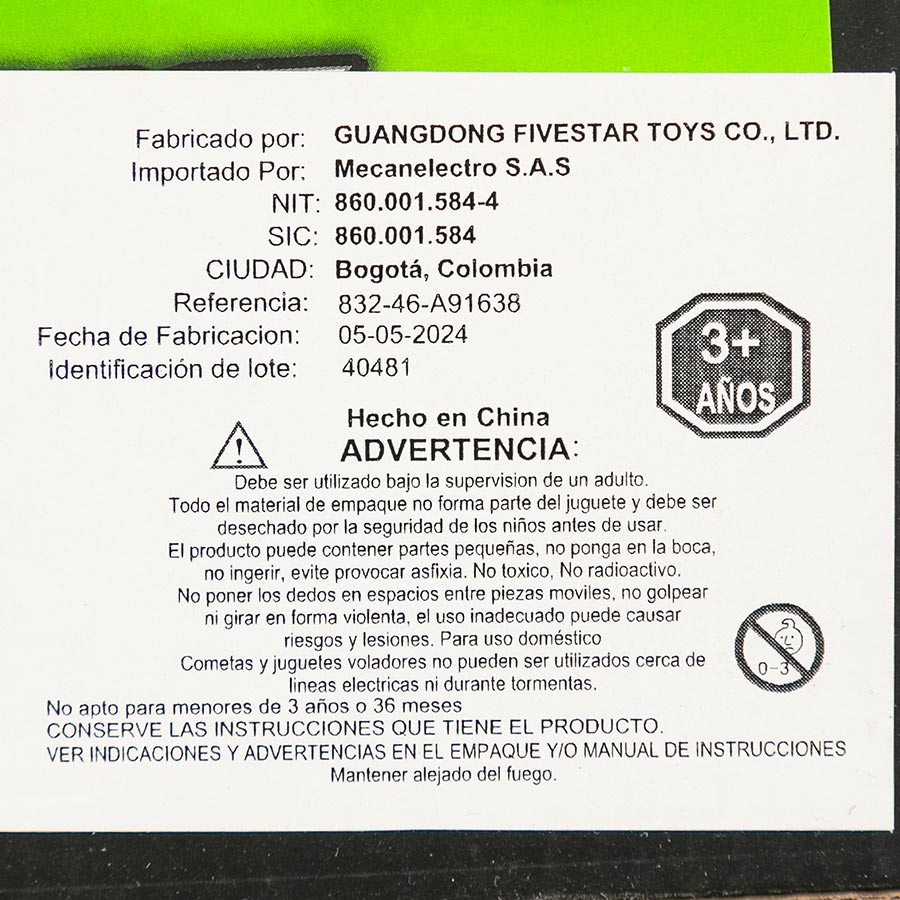 Fabricado por: GUANGDONG FIVESTAR TOYS CO., LTD.
Importado Por: Mecanelectro S.A.S
NIT: 860.001.584-4
SIC: 860.001.584
CIUDAD: Bogotá, Colombia
Referencia: 832-46-A91638
Fecha de Fabricacion: 05-05-2024
Identificación de lote: 40481
3+
AÑOS
Hecho en China
ADVERTENCIA:
Debe ser utilizado bajo la supervision de un adulto.
Todo el material de empaque no forma parte del juguete y debe ser
desechado por la seguridad de los niños antes de usar.
El producto puede contener partes pequeñas, no ponga en la boca,
no ingerir, evite provocar asfixia. No toxico, No radioactivo.
No poner los dedos en espacios entre piezas moviles, no golpear
ni girar en forma violenta, el uso inadecuado puede causar
riesgos y lesiones. Para uso doméstico
Cometas y juguetes voladores no pueden ser utilizados cerca de
lineas electricas ni durante tormentas.
0-3
No apto para menores de 3 años o 36 meses
CONSERVE LAS INSTRUCCIONES QUE TIENE EL PRODUCTO.
VER INDICACIONES Y ADVERTENCIAS EN EL EMPAQUE Y/O MANUAL DE INSTRUCCIONES
Mantener alejado del fuego.